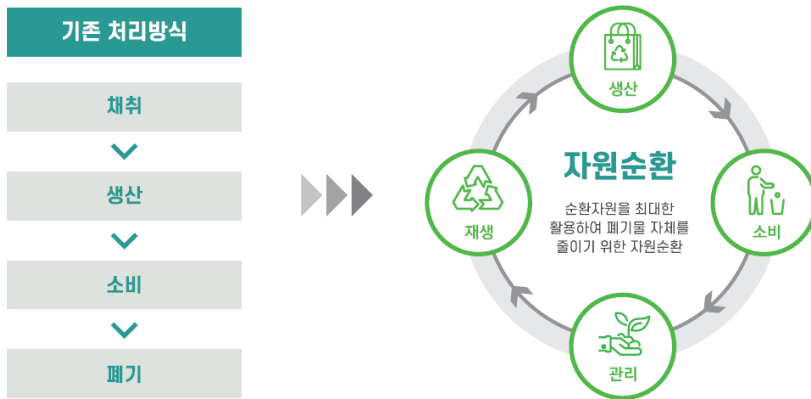 기존 처리방식
채취
생산
소비
폐기
생산
자원순환
순환자원을 최대한
활용하여 폐기물 자체를
줄이기 위한 자원순환
재생
소비
관리